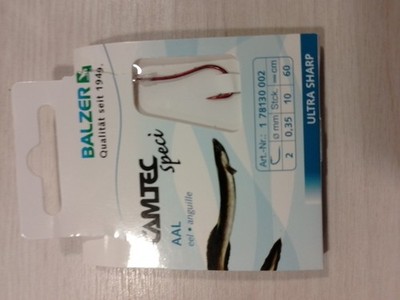 BALZER
Qualität seit 1949.
CAMTEC
Speci
AAL
eel • anguille
Art.-Nr.: 1 78130 002
ø mm Stck. cm
2 0,35 10 60
ULTRA SHARP